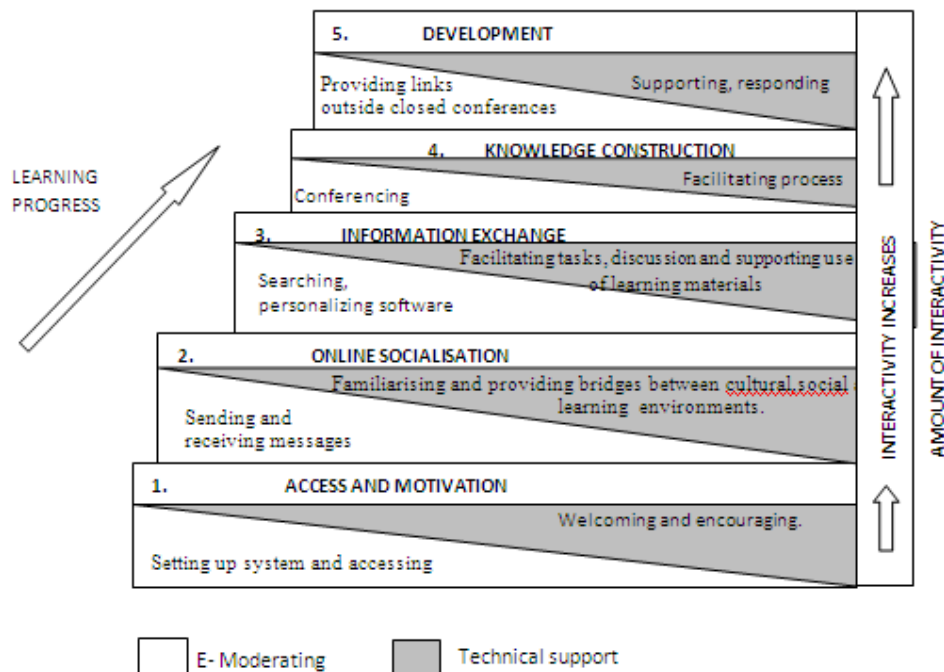 5. DEVELOPMENT
Supporting, responding
Providing links
outside closed conferences
4. KNOWLEDGE CONSTRUCTION
Facilitating process
Conferencing
LEARNING
PROGRESS
3. INFORMATION EXCHANGE
Facilitating tasks, discussion and supporting use
of learning materials
Searching,
personalizing software
2. ONLINE SOCIALISATION
Familiarising and providing bridges between cultural,social
learning environments.
Sending and
receiving messages
1. ACCESS AND MOTIVATION
Welcoming and encouraging.
Setting up system and accessing
INTERACTIVITY INCREASES
AMOUNT OF INTERACTIVITY
E- Moderating
Technical support